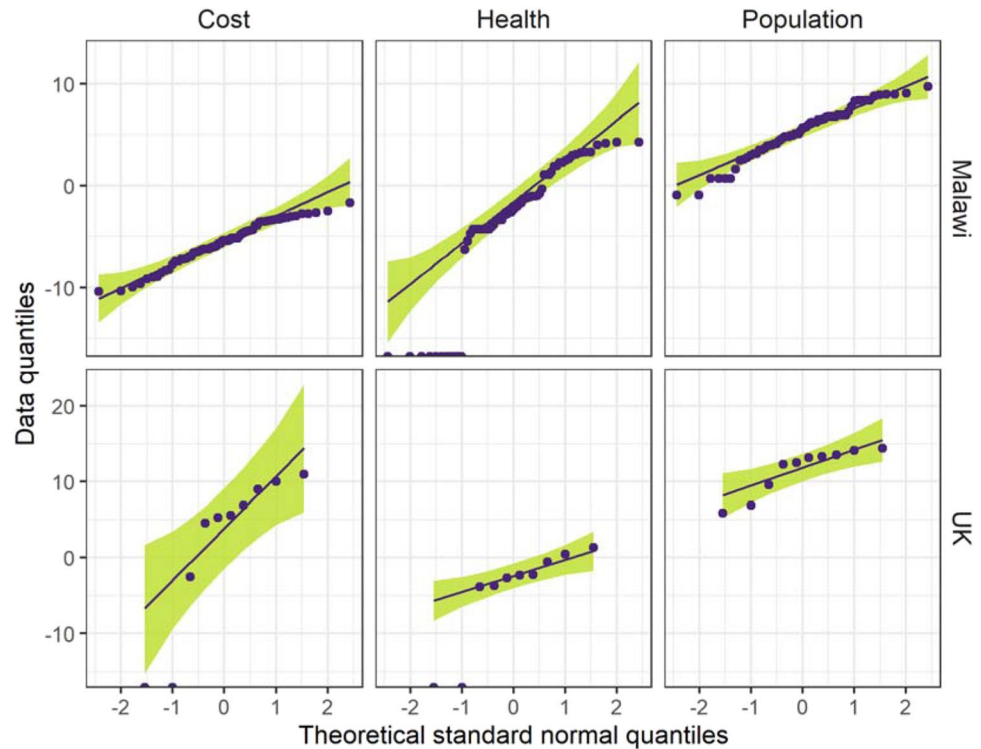 Cost Health Population
10
0
-10
Malawi
Data quantiles
20
10
0
-10
UK
-2 -1 0 1 2 -2 -1 0 1 2 -2 -1 0 1 2
Theoretical standard normal quantiles